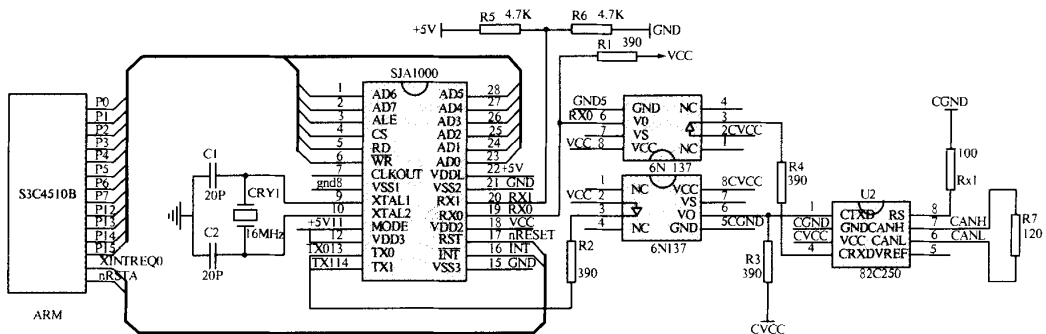 +5V R5 4.7K R6 4.7K GND
R1 390 VCC
SJA1000
S3C4510B
P0
P1
P2
P3
P4
P5
P6
P7
P12
P13
P14
P15
XINTREQ0
nRSTA
ARM
C1
20P
CRY1
16MHz
C2
20P
1 AD6 AD5 28
2 AD7 AD4 27
3 ALE AD3 26
4 CS AD2 25
5 RD AD1 24
6 WR AD0 23
7 CLKOUT VDDL 22 +5V
gnd8 VSS1 VSS2 21 GND
9 XTAL1 RX1 20 RX1
10 XTAL2 RX0 19 RX0
+5V11 MODE VDD2 18 VCC
12 VDD3 RST 17 nRESET
TX013 TX0 INT 16 INT
TX114 TX1 VSS3 15 GND
R2
390
GND5 GND NC 4
RX0 6 V0 3
7 VS 2CVCC
VCC 8 VCC NC 1
6N 137
1 NC VCC 8CVCC
VCC 2 VS 7
3 VO 6
4 NC GND 5CGND
6N137
R4
390
R3
390
CVCC
CGND
100
Rx1
U2
1 CTXD RS 8
CGND GND CANH 7 CANH
CVCC VCC CANL 6 CANL
4 CRXD VREF 5
82C250
R7
120